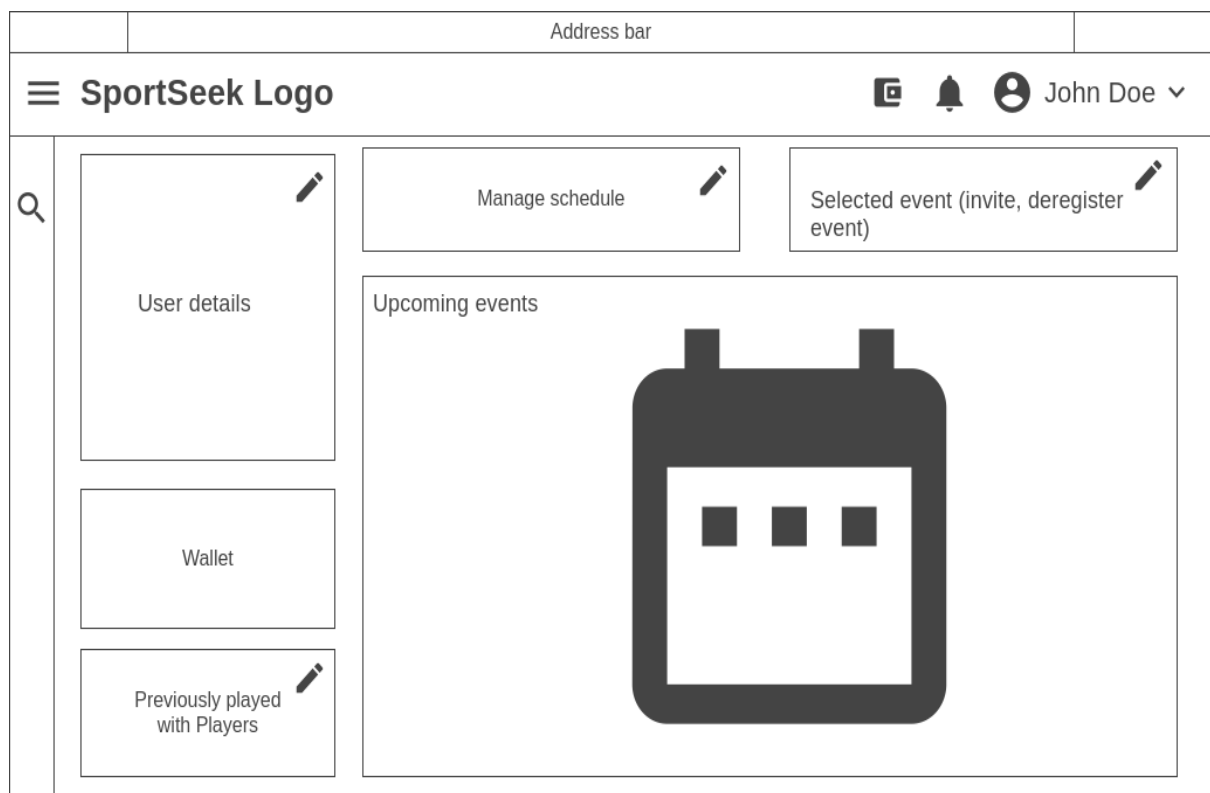 Address bar
SportSeek Logo
John Doe
Manage schedule
Selected event (invite, deregister
event)
User details
Upcoming events
Wallet
Previously played
with Players